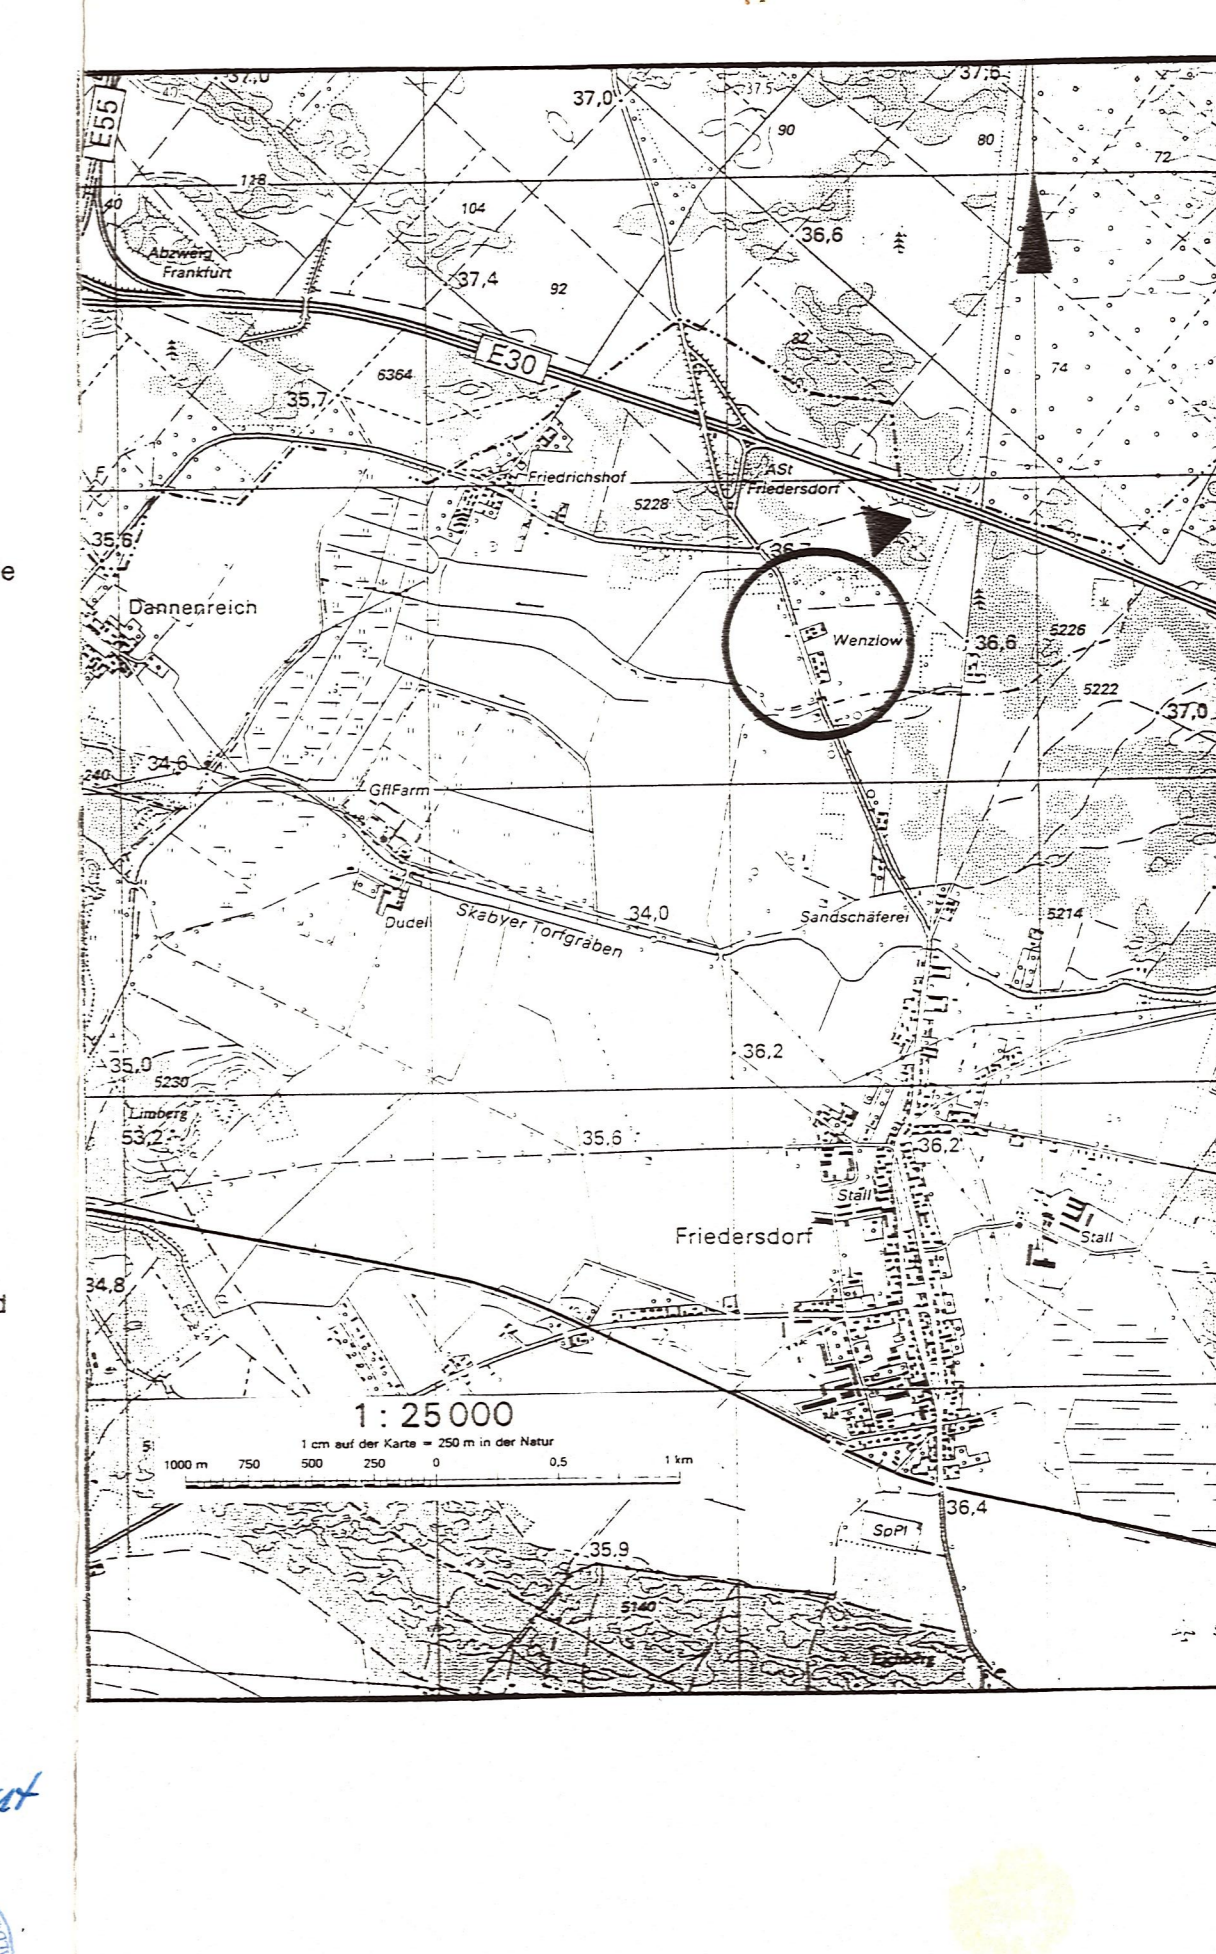 37,0
37,6
E55
40
37,5
37,0
90
80
72
118
40
104
36,6
Abzweig
Frankfurt
37,4
92
82
E30
74
6364
35,7
Friedrichshof
ASt
Friedersdorf
5228
35,6
36,7
e
Dannenreich
Wenzlow
36,6
5226
5222
37,0
34,6
240
GflFarm
34,0
Sandschäferei
5214
Dudel
Skabyer Torfgraben
36,2
35,0
5230
Limberg
53,2
35,6
36,2
Stall
Friedersdorf
Stall
34,8
1 : 25 000
1 cm auf der Karte = 250 m in der Natur
1000 m 750 500 250 0 0,5 1 km
36,4
SpPl
35,9
5140